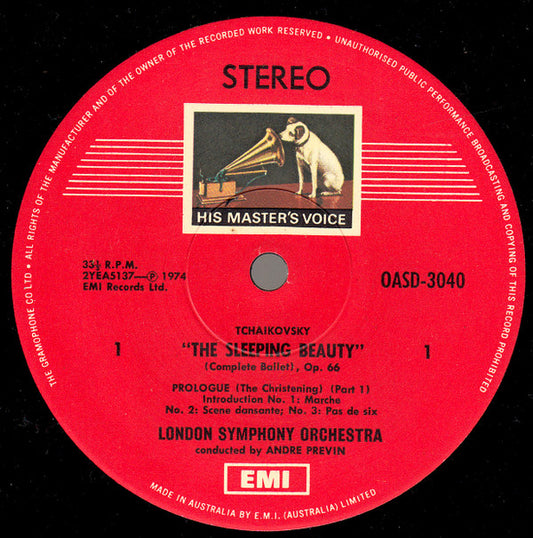 THE GRAMOPHONE CO LTD • ALL RIGHTS OF THE MANUFACTURER AND OF THE OWNER OF THE RECORDED WORK RESERVED • UNAUTHORISED PUBLIC PERFORMANCE BROADCASTING AND COPYING OF THIS RECORD PROHIBITED
STEREO
HIS MASTER'S VOICE
33⅓ R.P.M.
2YEA5137—Ⓟ 1974
EMI Records Ltd.
OASD-3040
TCHAIKOVSKY
1 "THE SLEEPING BEAUTY" 1
(Complete Ballet), Op. 66
PROLOGUE (The Christening) (Part 1)
Introduction No. 1: Marche
No. 2: Scene dansante; No. 3: Pas de six
LONDON SYMPHONY ORCHESTRA
conducted by ANDRE PREVIN
EMI
MADE IN AUSTRALIA BY E.M.I. (AUSTRALIA) LIMITED